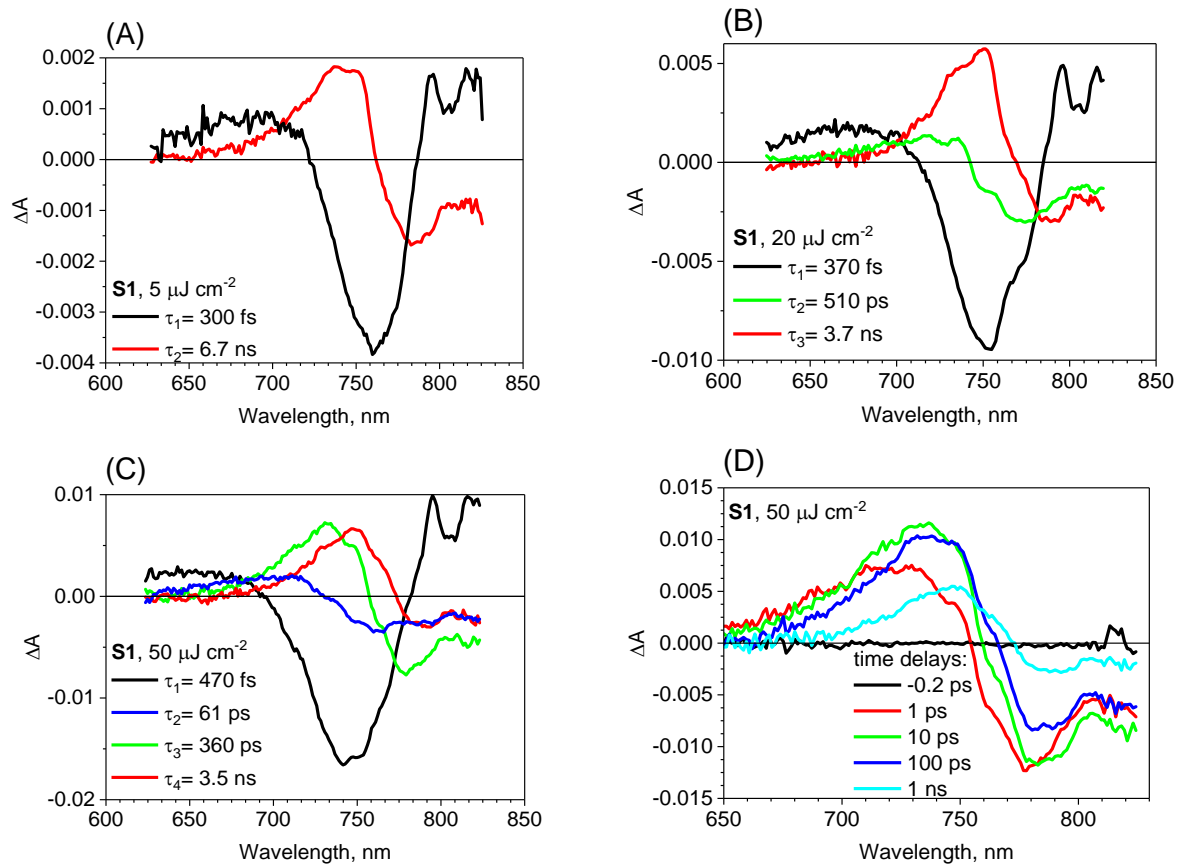 (A)
0.002
0.001
0.000
-0.001
-0.002
-0.003
-0.004
ΔA
S1, 5 μJ cm-2
τ1= 300 fs
τ2= 6.7 ns
600 650 700 750 800 850
Wavelength, nm
(B)
0.005
0.000
-0.005
-0.010
ΔA
S1, 20 μJ cm-2
τ1= 370 fs
τ2= 510 ps
τ3= 3.7 ns
600 650 700 750 800 850
Wavelength, nm
(C)
0.01
0.00
-0.01
-0.02
ΔA
S1, 50 μJ cm-2
τ1= 470 fs
τ2= 61 ps
τ3= 360 ps
τ4= 3.5 ns
600 650 700 750 800 850
Wavelength, nm
(D)
0.015
0.010
0.005
0.000
-0.005
-0.010
-0.015
ΔA
S1, 50 μJ cm-2
time delays:
-0.2 ps
1 ps
10 ps
100 ps
1 ns
650 700 750 800
Wavelength, nm